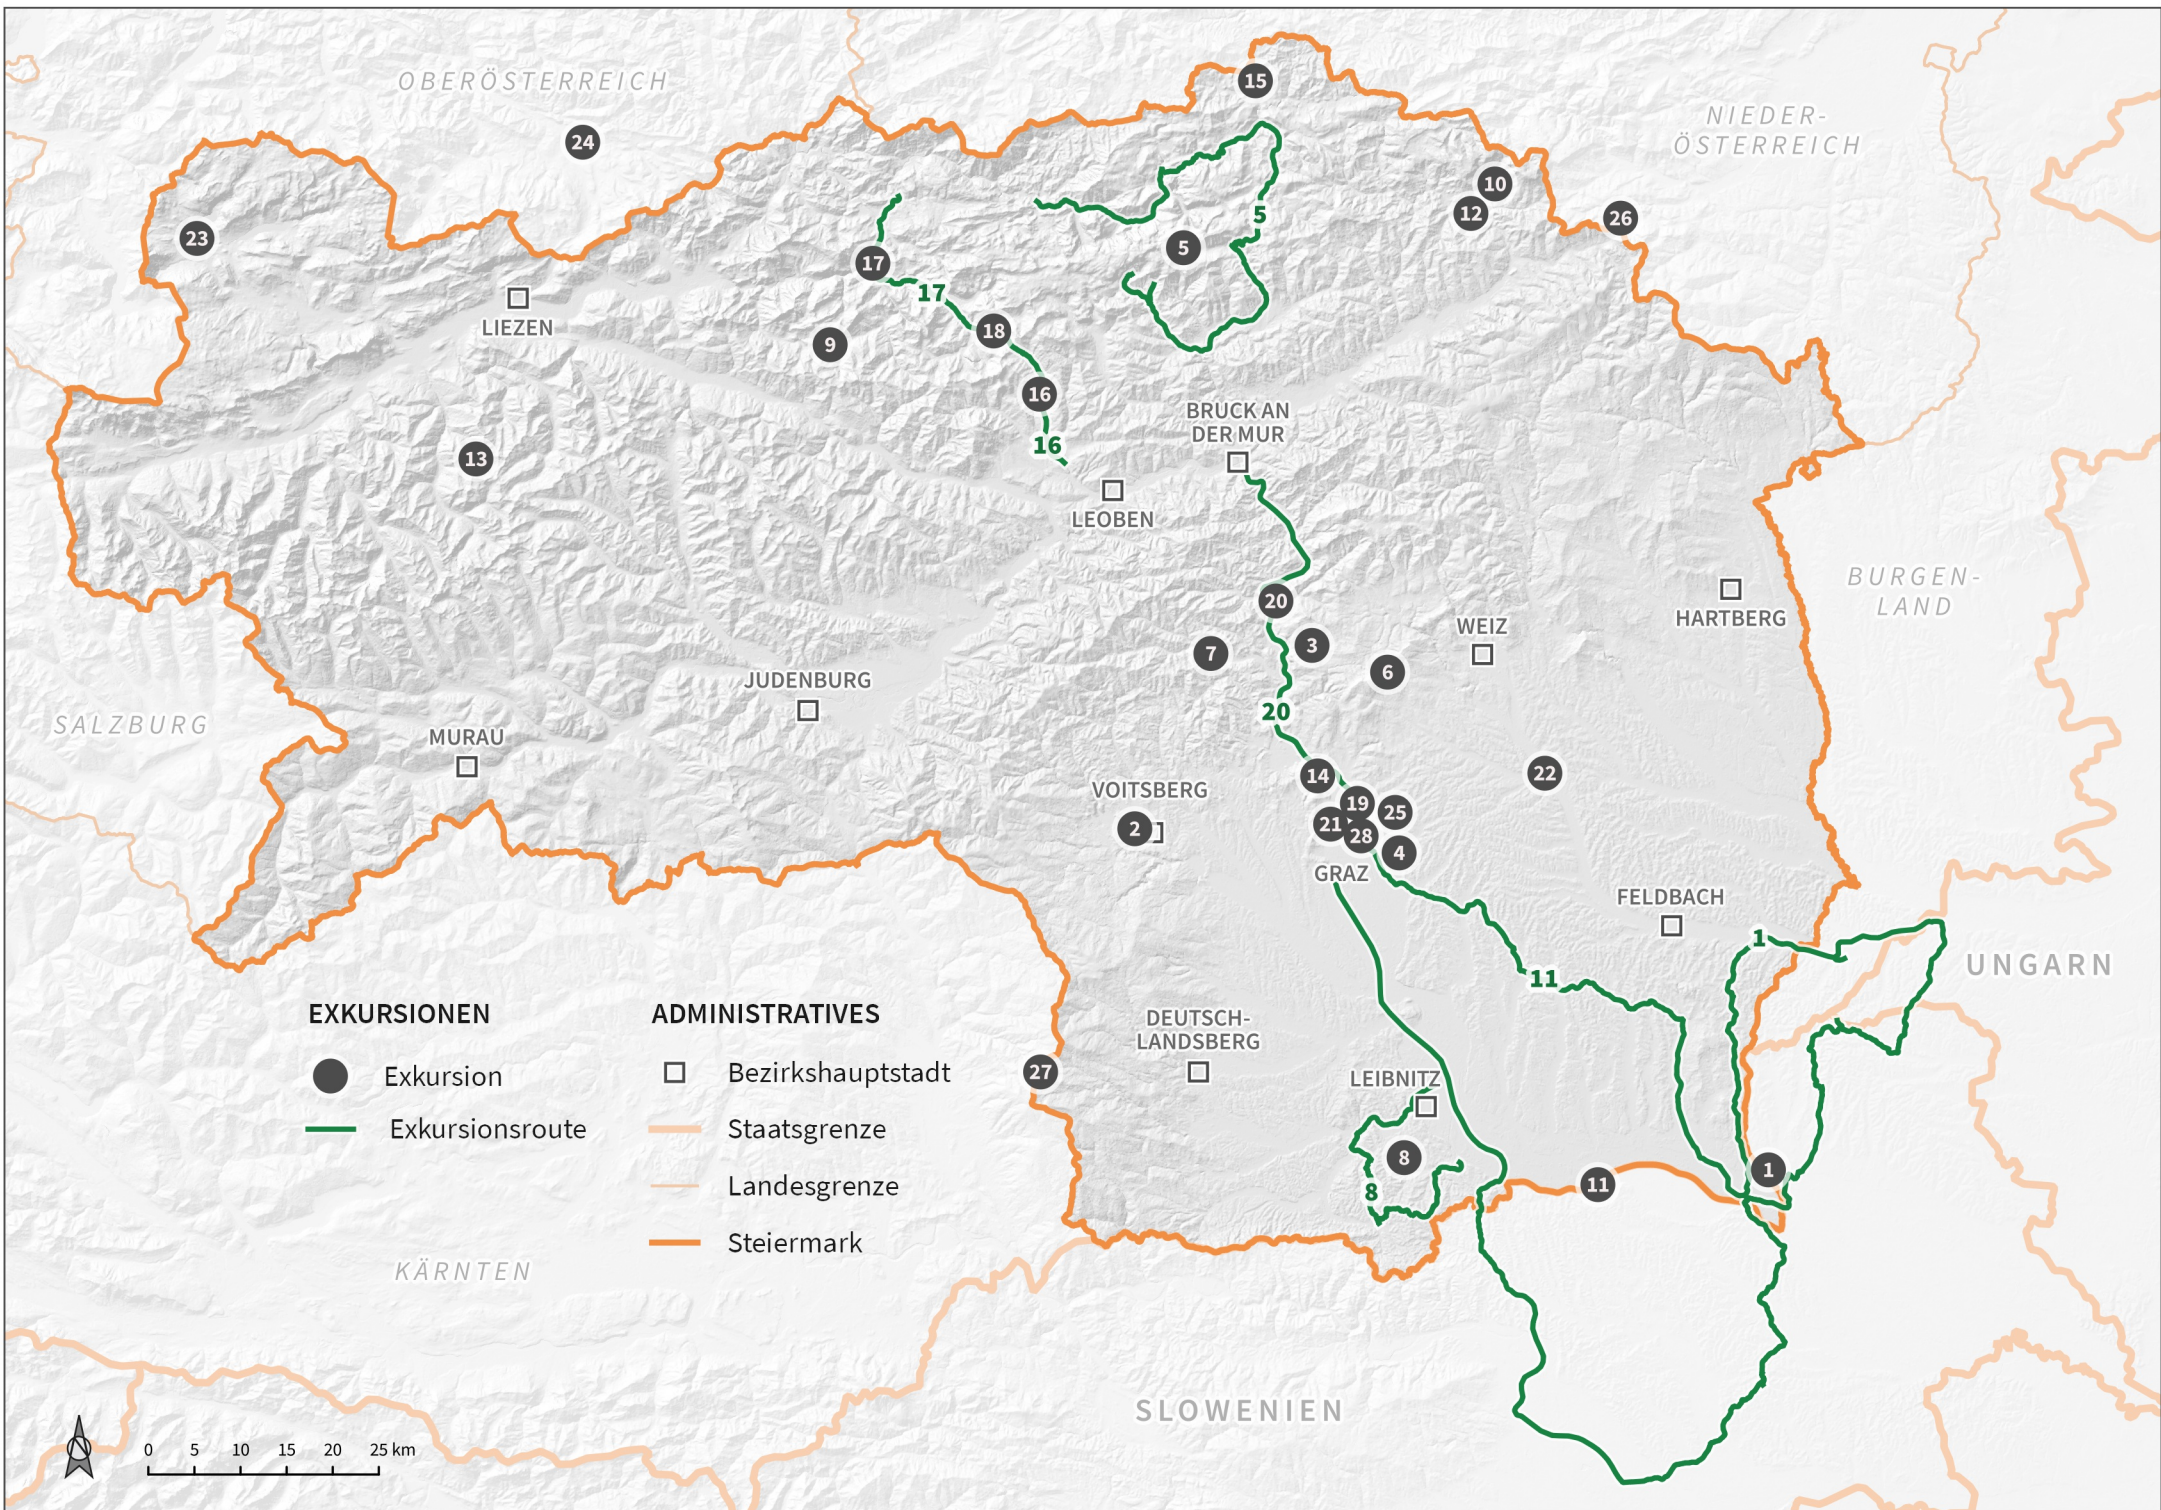 OBERÖSTERREICH
NIEDER-
ÖSTERREICH
15
24
10
12
26
23
5
5
17
17
LIEZEN
18
9
16
16
13
BRUCK AN
DER MUR
LEOBEN
BURGEN-
LAND
HARTBERG
20
WEIZ
3
7
6
20
JUDENBURG
SALZBURG
MURAU
14
22
VOITSBERG
2
19
25
21
28
4
GRAZ
FELDBACH
1
11
UNGARN
DEUTSCH-
LANDSBERG
27
LEIBNITZ
8
8
11
1
EXKURSIONEN
Exkursion
Exkursionsroute
ADMINISTRATIVES
Bezirkshauptstadt
Staatsgrenze
Landesgrenze
Steiermark
KÄRNTEN
SLOWENIEN
N
0 5 10 15 20 25 km